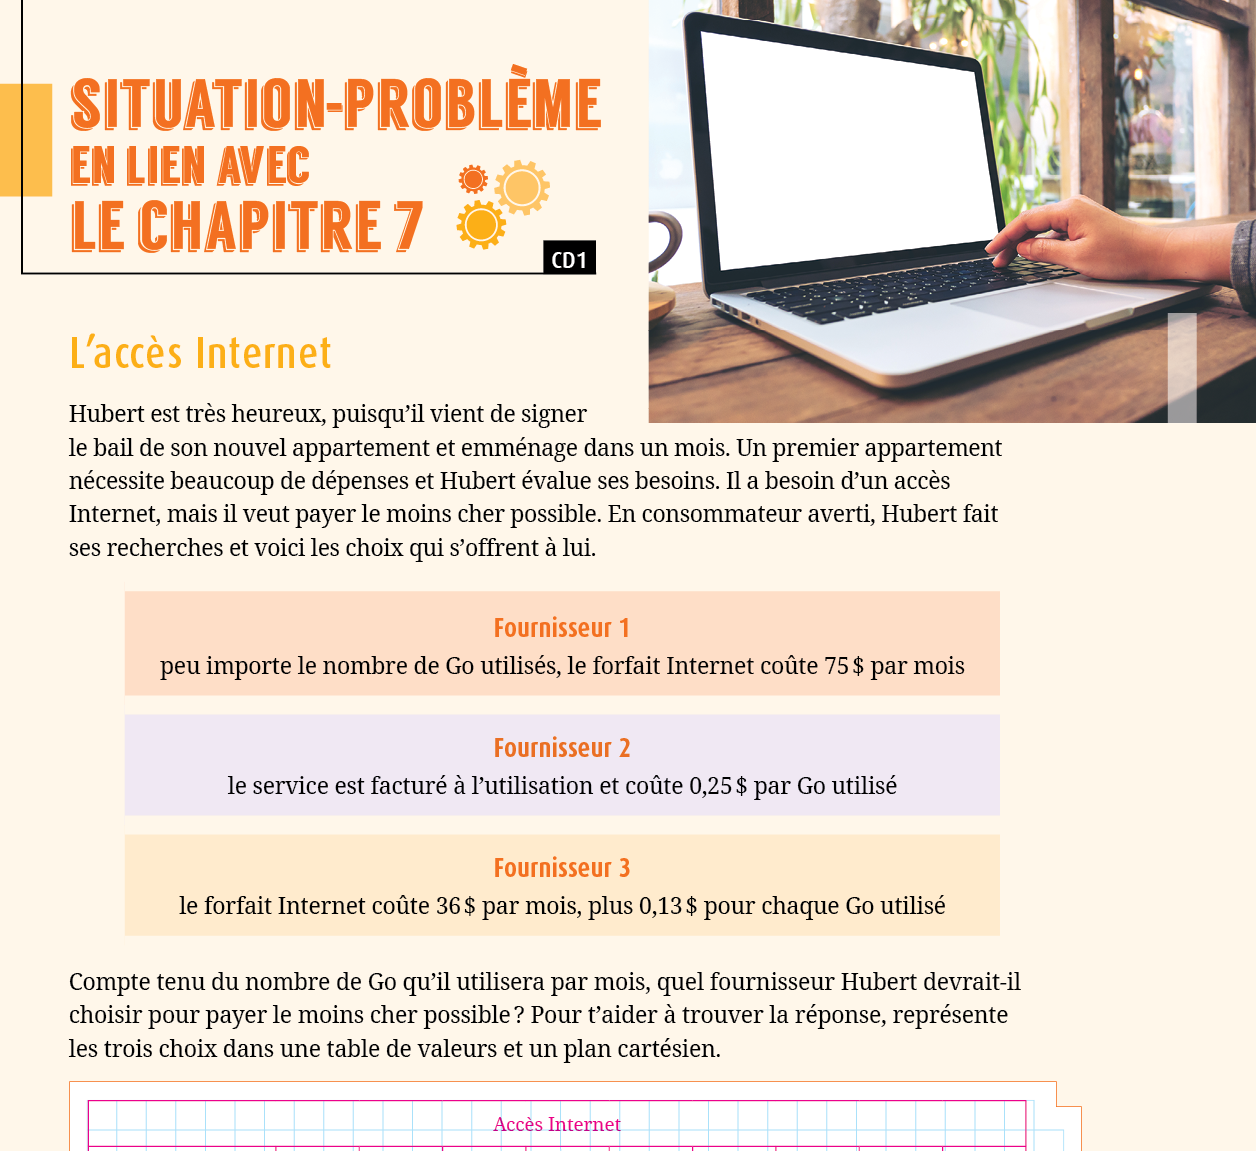 SITUATION-PROBLÈME
EN LIEN AVEC
LE CHAPITRE 7
CD1
L’accès Internet
Hubert est très heureux, puisqu’il vient de signer
le bail de son nouvel appartement et emménage dans un mois. Un premier appartement
nécessite beaucoup de dépenses et Hubert évalue ses besoins. Il a besoin d’un accès
Internet, mais il veut payer le moins cher possible. En consommateur averti, Hubert fait
ses recherches et voici les choix qui s’offrent à lui.
Fournisseur 1
peu importe le nombre de Go utilisés, le forfait Internet coûte 75 $ par mois
Fournisseur 2
le service est facturé à l’utilisation et coûte 0,25 $ par Go utilisé
Fournisseur 3
le forfait Internet coûte 36 $ par mois, plus 0,13 $ pour chaque Go utilisé
Compte tenu du nombre de Go qu’il utilisera par mois, quel fournisseur Hubert devrait-il
choisir pour payer le moins cher possible ? Pour t’aider à trouver la réponse, représente
les trois choix dans une table de valeurs et un plan cartésien.
Accès Internet